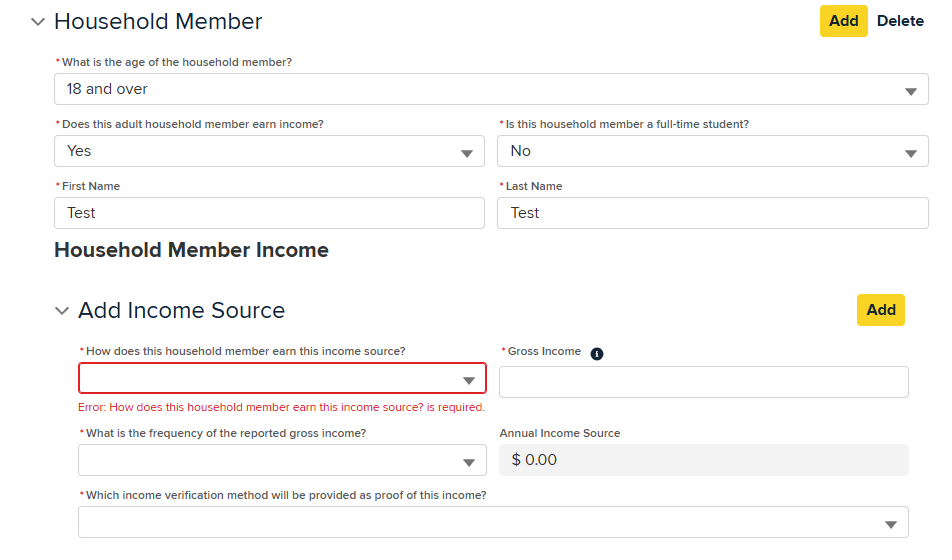 Household Member
Add Delete
* What is the age of the household member?
18 and over
* Does this adult household member earn income? * Is this household member a full-time student?
Yes No
* First Name * Last Name
Test Test
Household Member Income
Add Income Source
Add
* How does this household member earn this income source? * Gross Income i
Error: How does this household member earn this income source? is required.
* What is the frequency of the reported gross income? Annual Income Source
$ 0.00
* Which income verification method will be provided as proof of this income?